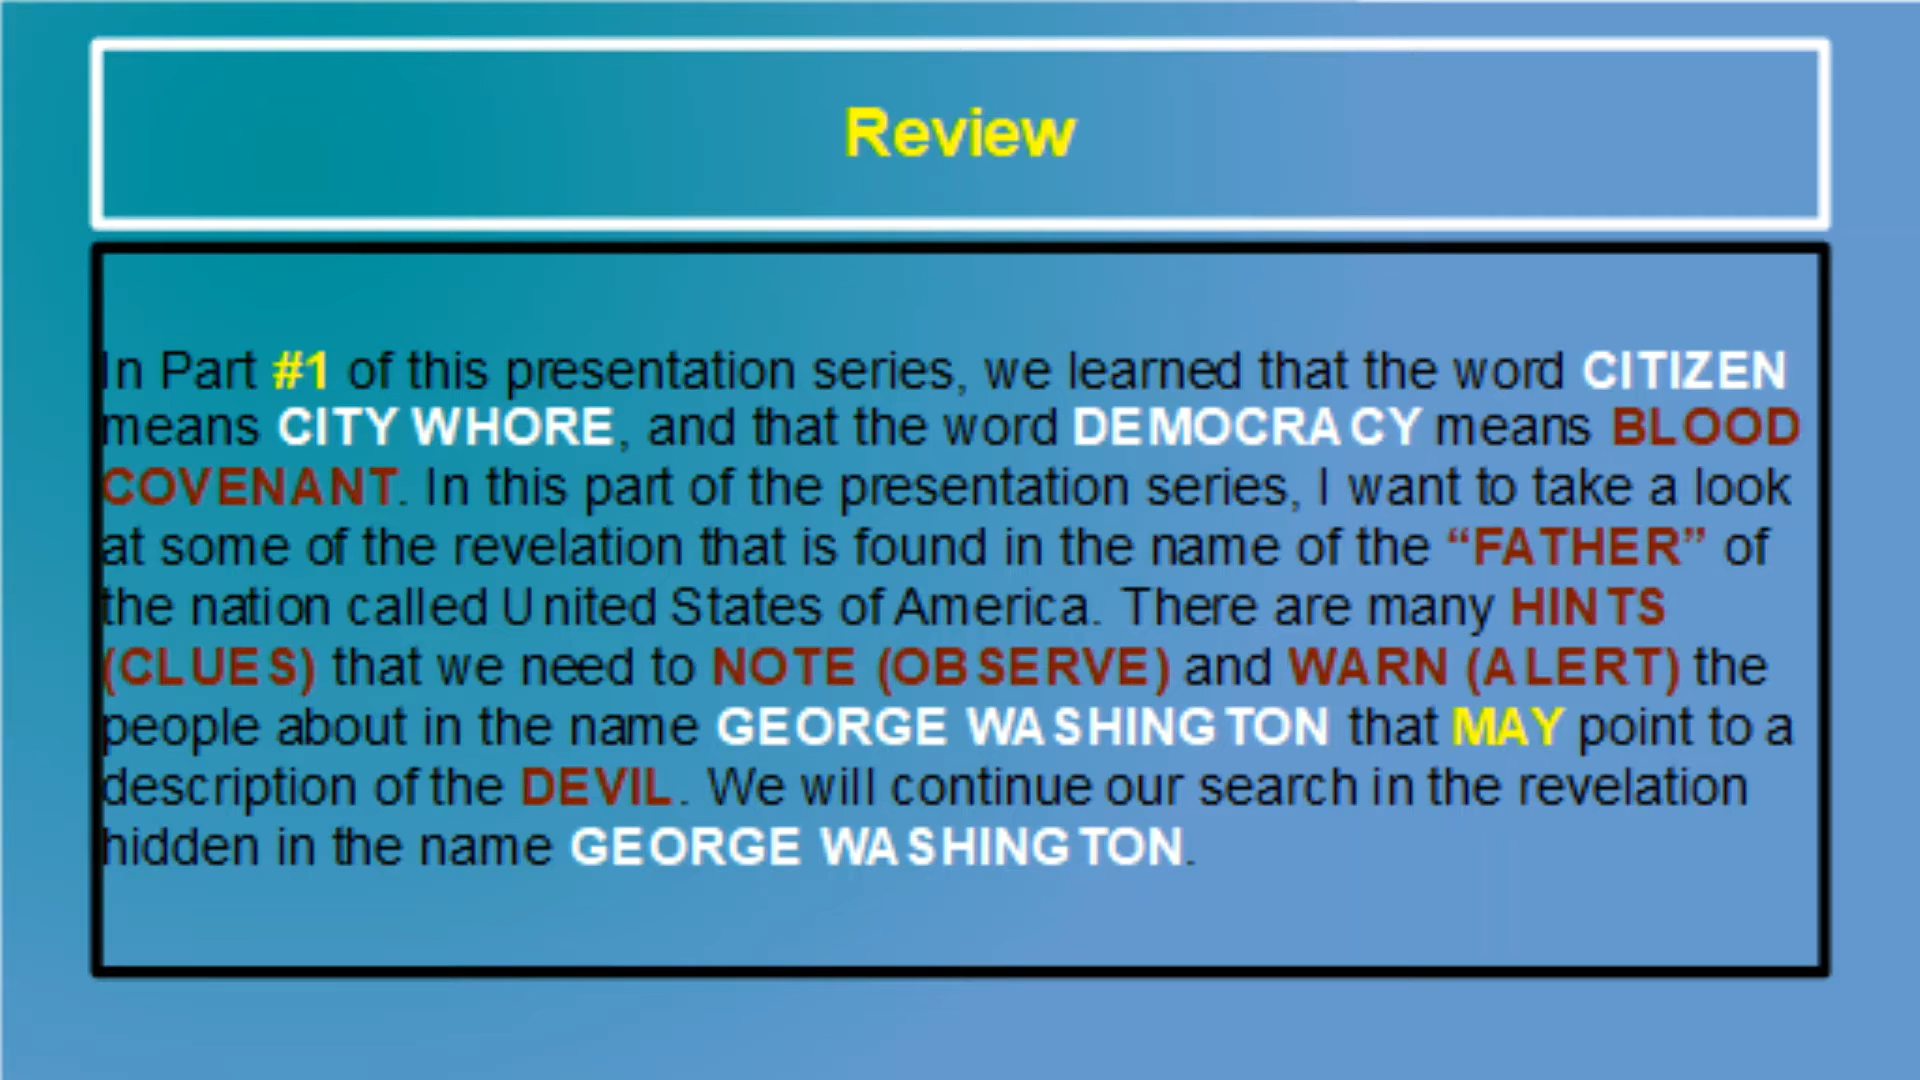 Review
In Part #1 of this presentation series, we learned that the word CITIZEN
means CITY WHORE, and that the word DEMOCRACY means BLOOD
COVENANT. In this part of the presentation series, I want to take a look
at some of the revelation that is found in the name of the “FATHER” of
the nation called United States of America. There are many HINTS
(CLUES) that we need to NOTE (OBSERVE) and WARN (ALERT) the
people about in the name GEORGE WASHINGTON that MAY point to a
description of the DEVIL. We will continue our search in the revelation
hidden in the name GEORGE WASHINGTON.